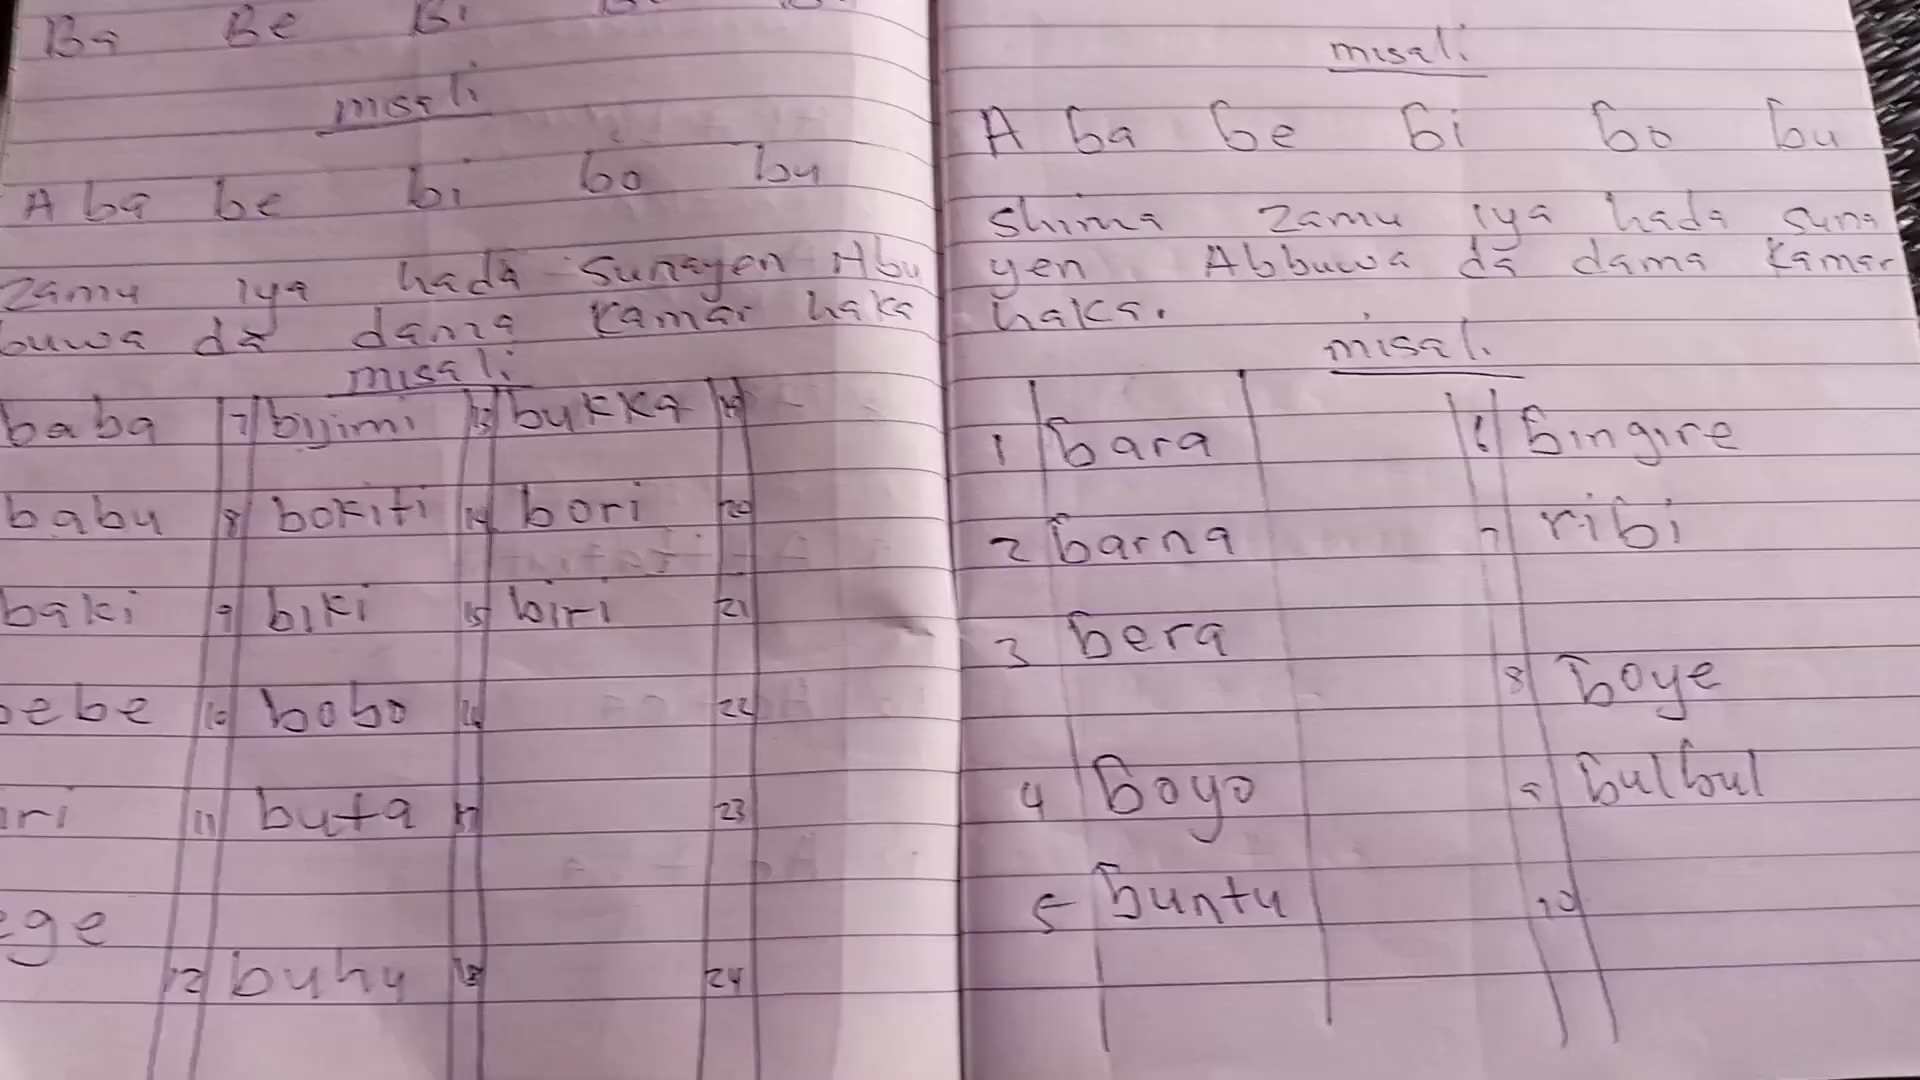 Ba Be Bi
misali
A ba be bi bo bu
zamu iya hada sunayen Abu
buwa da dama kamar haka
misali
baba 7 bijimi 13 bukka 19
babu 8 bokiti 14 bori 20
baki 9 biki 15 biri 21
bebe 10 bobo 16 22
11 buta 17 23
12 buhu 18 24
misali
A ɓa ɓe ɓi ɓo ɓu
shima zamu iya hada suna
yen Abbuwa da dama kamar
haka.
misali
1 ɓara 6 ɓingire
2 ɓarna 7 riɓi
3 ɓera
8 ɓoye
4 ɓoyo 9 ɓulɓul
5 ɓuntu 10